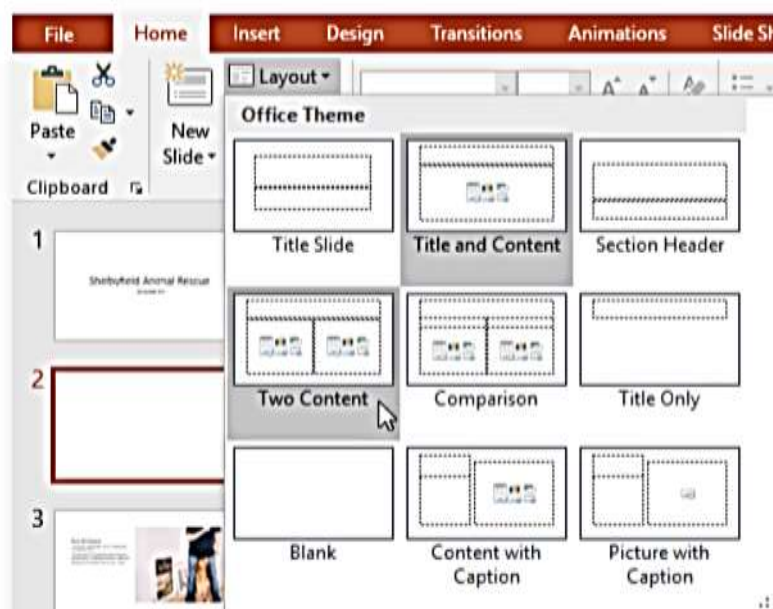 File Home Insert Design Transitions Animations Slide Sh
Layout
Paste
New
Slide
Clipboard
Office Theme
Title Slide Title and Content Section Header
Two Content Comparison Title Only
Blank Content with Caption Picture with Caption
1
Shelbyfield Animal Rescue
2
3